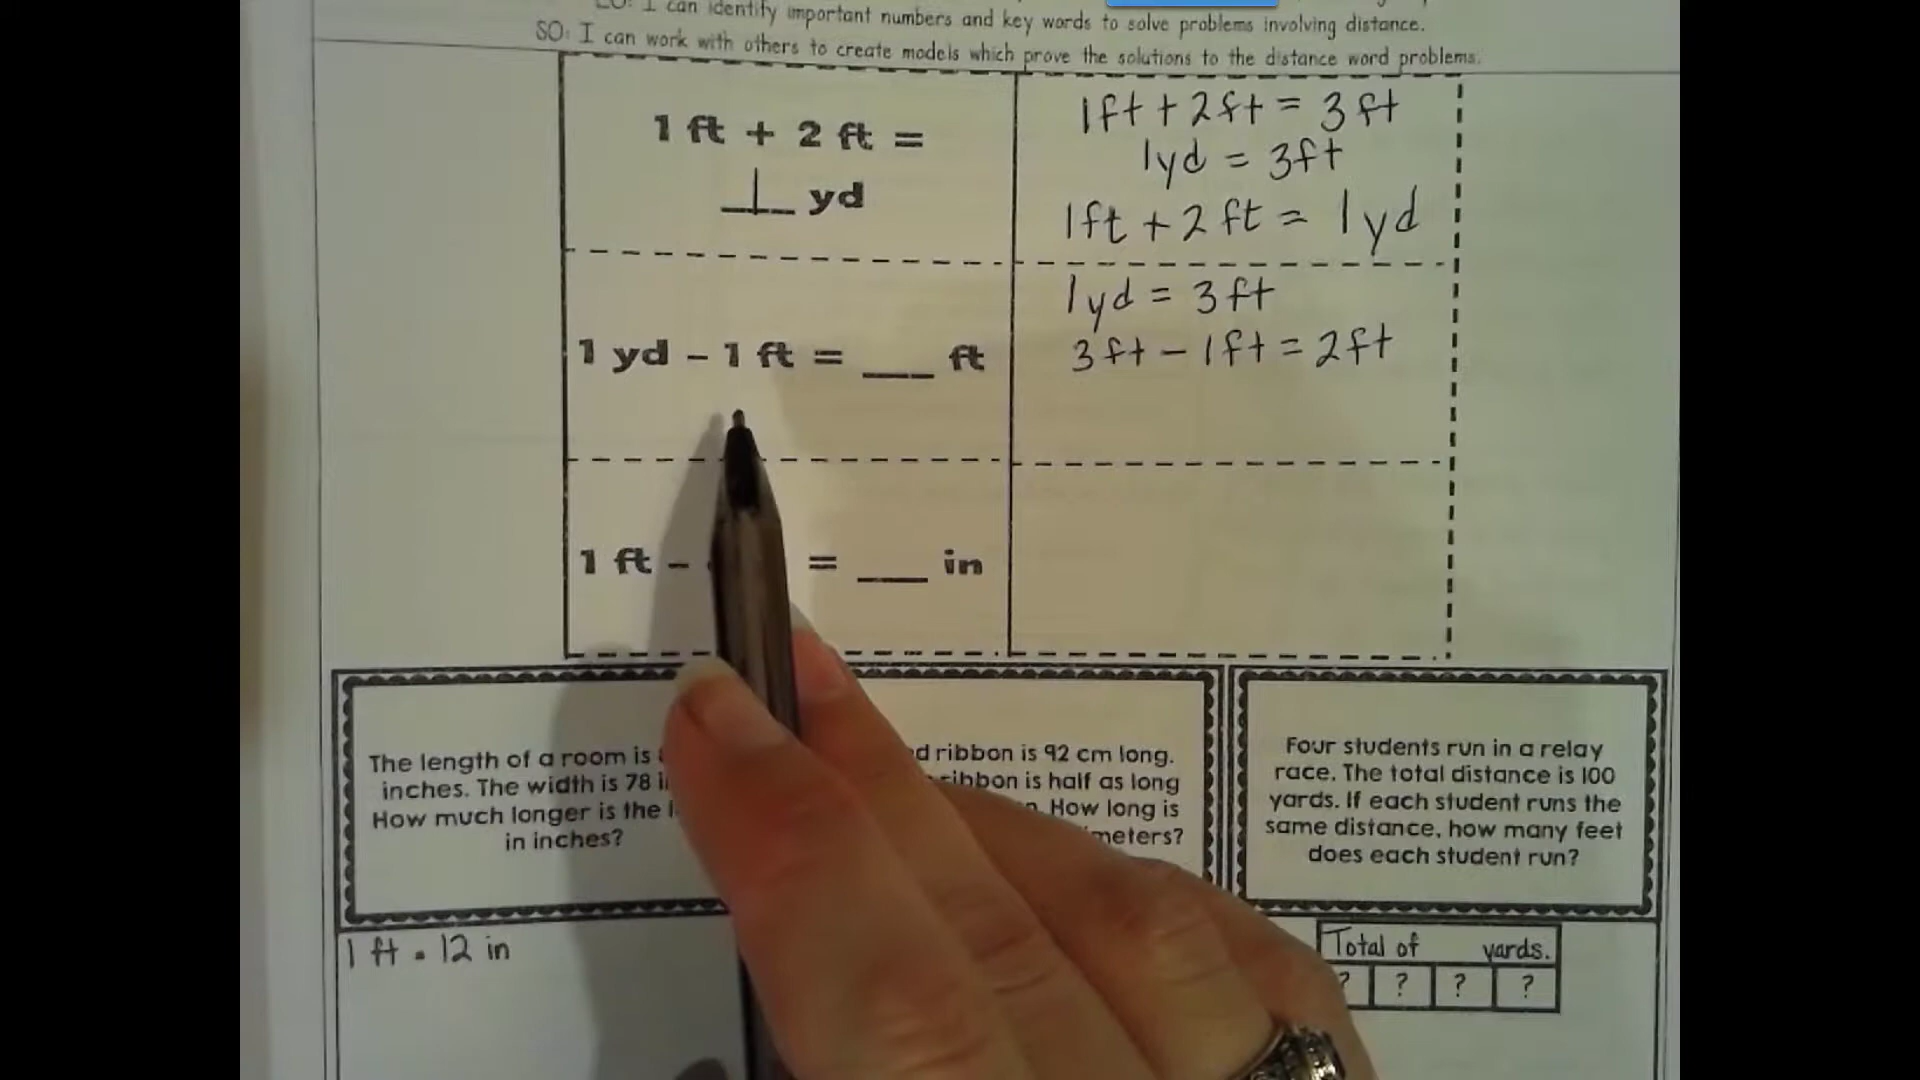 I can identify important numbers and key words to solve problems involving distance.
SO: I can work with others to create models which prove the solutions to the distance word problems.
1 ft + 2 ft =
1 yd
1ft + 2ft = 3ft
1yd = 3ft
1ft + 2ft = 1yd
1 yd - 1 ft = ___ ft
1yd = 3ft
3ft - 1ft = 2ft
1 ft - = ___ in
The length of a room is
inches. The width is 78
How much longer is the
in inches?
ribbon is 92 cm long.
ribbon is half as long
How long is
Four students run in a relay
race. The total distance is 100
yards. If each student runs the
same distance, how many feet
does each student run?
1 ft = 12 in
Total of yards.
? ? ? ?